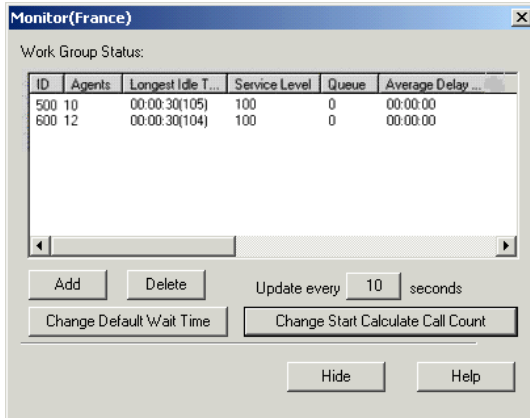 Monitor(France)
Work Group Status:
ID Agents Longest Idle T... Service Level Queue Average Delay ...
500 10 00:00:30(105) 100 0 00:00:00
600 12 00:00:30(104) 100 0 00:00:00
Add Delete Update every 10 seconds
Change Default Wait Time Change Start Calculate Call Count
Hide Help